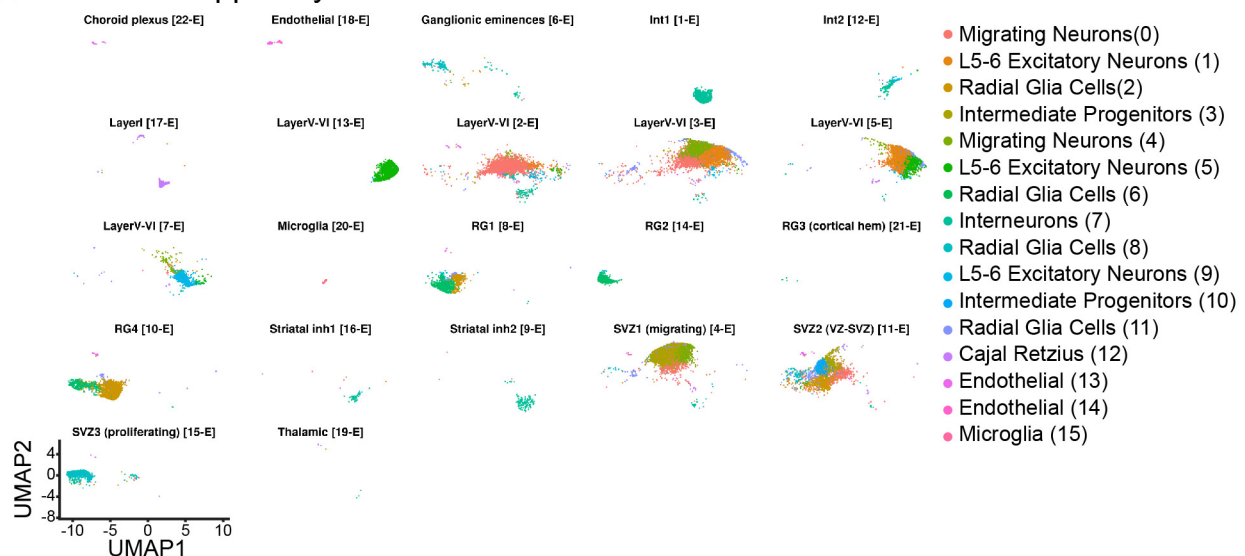 Choroid plexus [22-E] Endothelial [18-E] Ganglionic eminences [6-E] Int1 [1-E] Int2 [12-E]
LayerI [17-E] LayerV-VI [13-E] LayerV-VI [2-E] LayerV-VI [3-E] LayerV-VI [5-E]
LayerV-VI [7-E] Microglia [20-E] RG1 [8-E] RG2 [14-E] RG3 (cortical hem) [21-E]
RG4 [10-E] Striatal inh1 [16-E] Striatal inh2 [9-E] SVZ1 (migrating) [4-E] SVZ2 (VZ-SVZ) [11-E]
SVZ3 (proliferating) [15-E] Thalamic [19-E]
UMAP2
4
0
-4
-8
-10 -5 0 5 10
UMAP1
Migrating Neurons(0)
L5-6 Excitatory Neurons (1)
Radial Glia Cells(2)
Intermediate Progenitors (3)
Migrating Neurons (4)
L5-6 Excitatory Neurons (5)
Radial Glia Cells (6)
Interneurons (7)
Radial Glia Cells (8)
L5-6 Excitatory Neurons (9)
Intermediate Progenitors (10)
Radial Glia Cells (11)
Cajal Retzius (12)
Endothelial (13)
Endothelial (14)
Microglia (15)